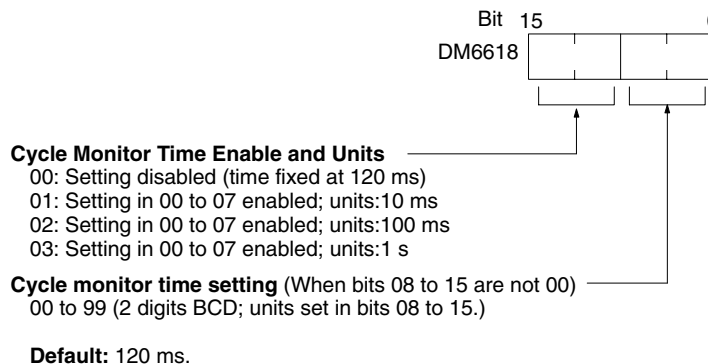 Bit 15
DM6618
Cycle Monitor Time Enable and Units
00: Setting disabled (time fixed at 120 ms)
01: Setting in 00 to 07 enabled; units:10 ms
02: Setting in 00 to 07 enabled; units:100 ms
03: Setting in 00 to 07 enabled; units:1 s
Cycle monitor time setting (When bits 08 to 15 are not 00)
00 to 99 (2 digits BCD; units set in bits 08 to 15.)
Default: 120 ms.